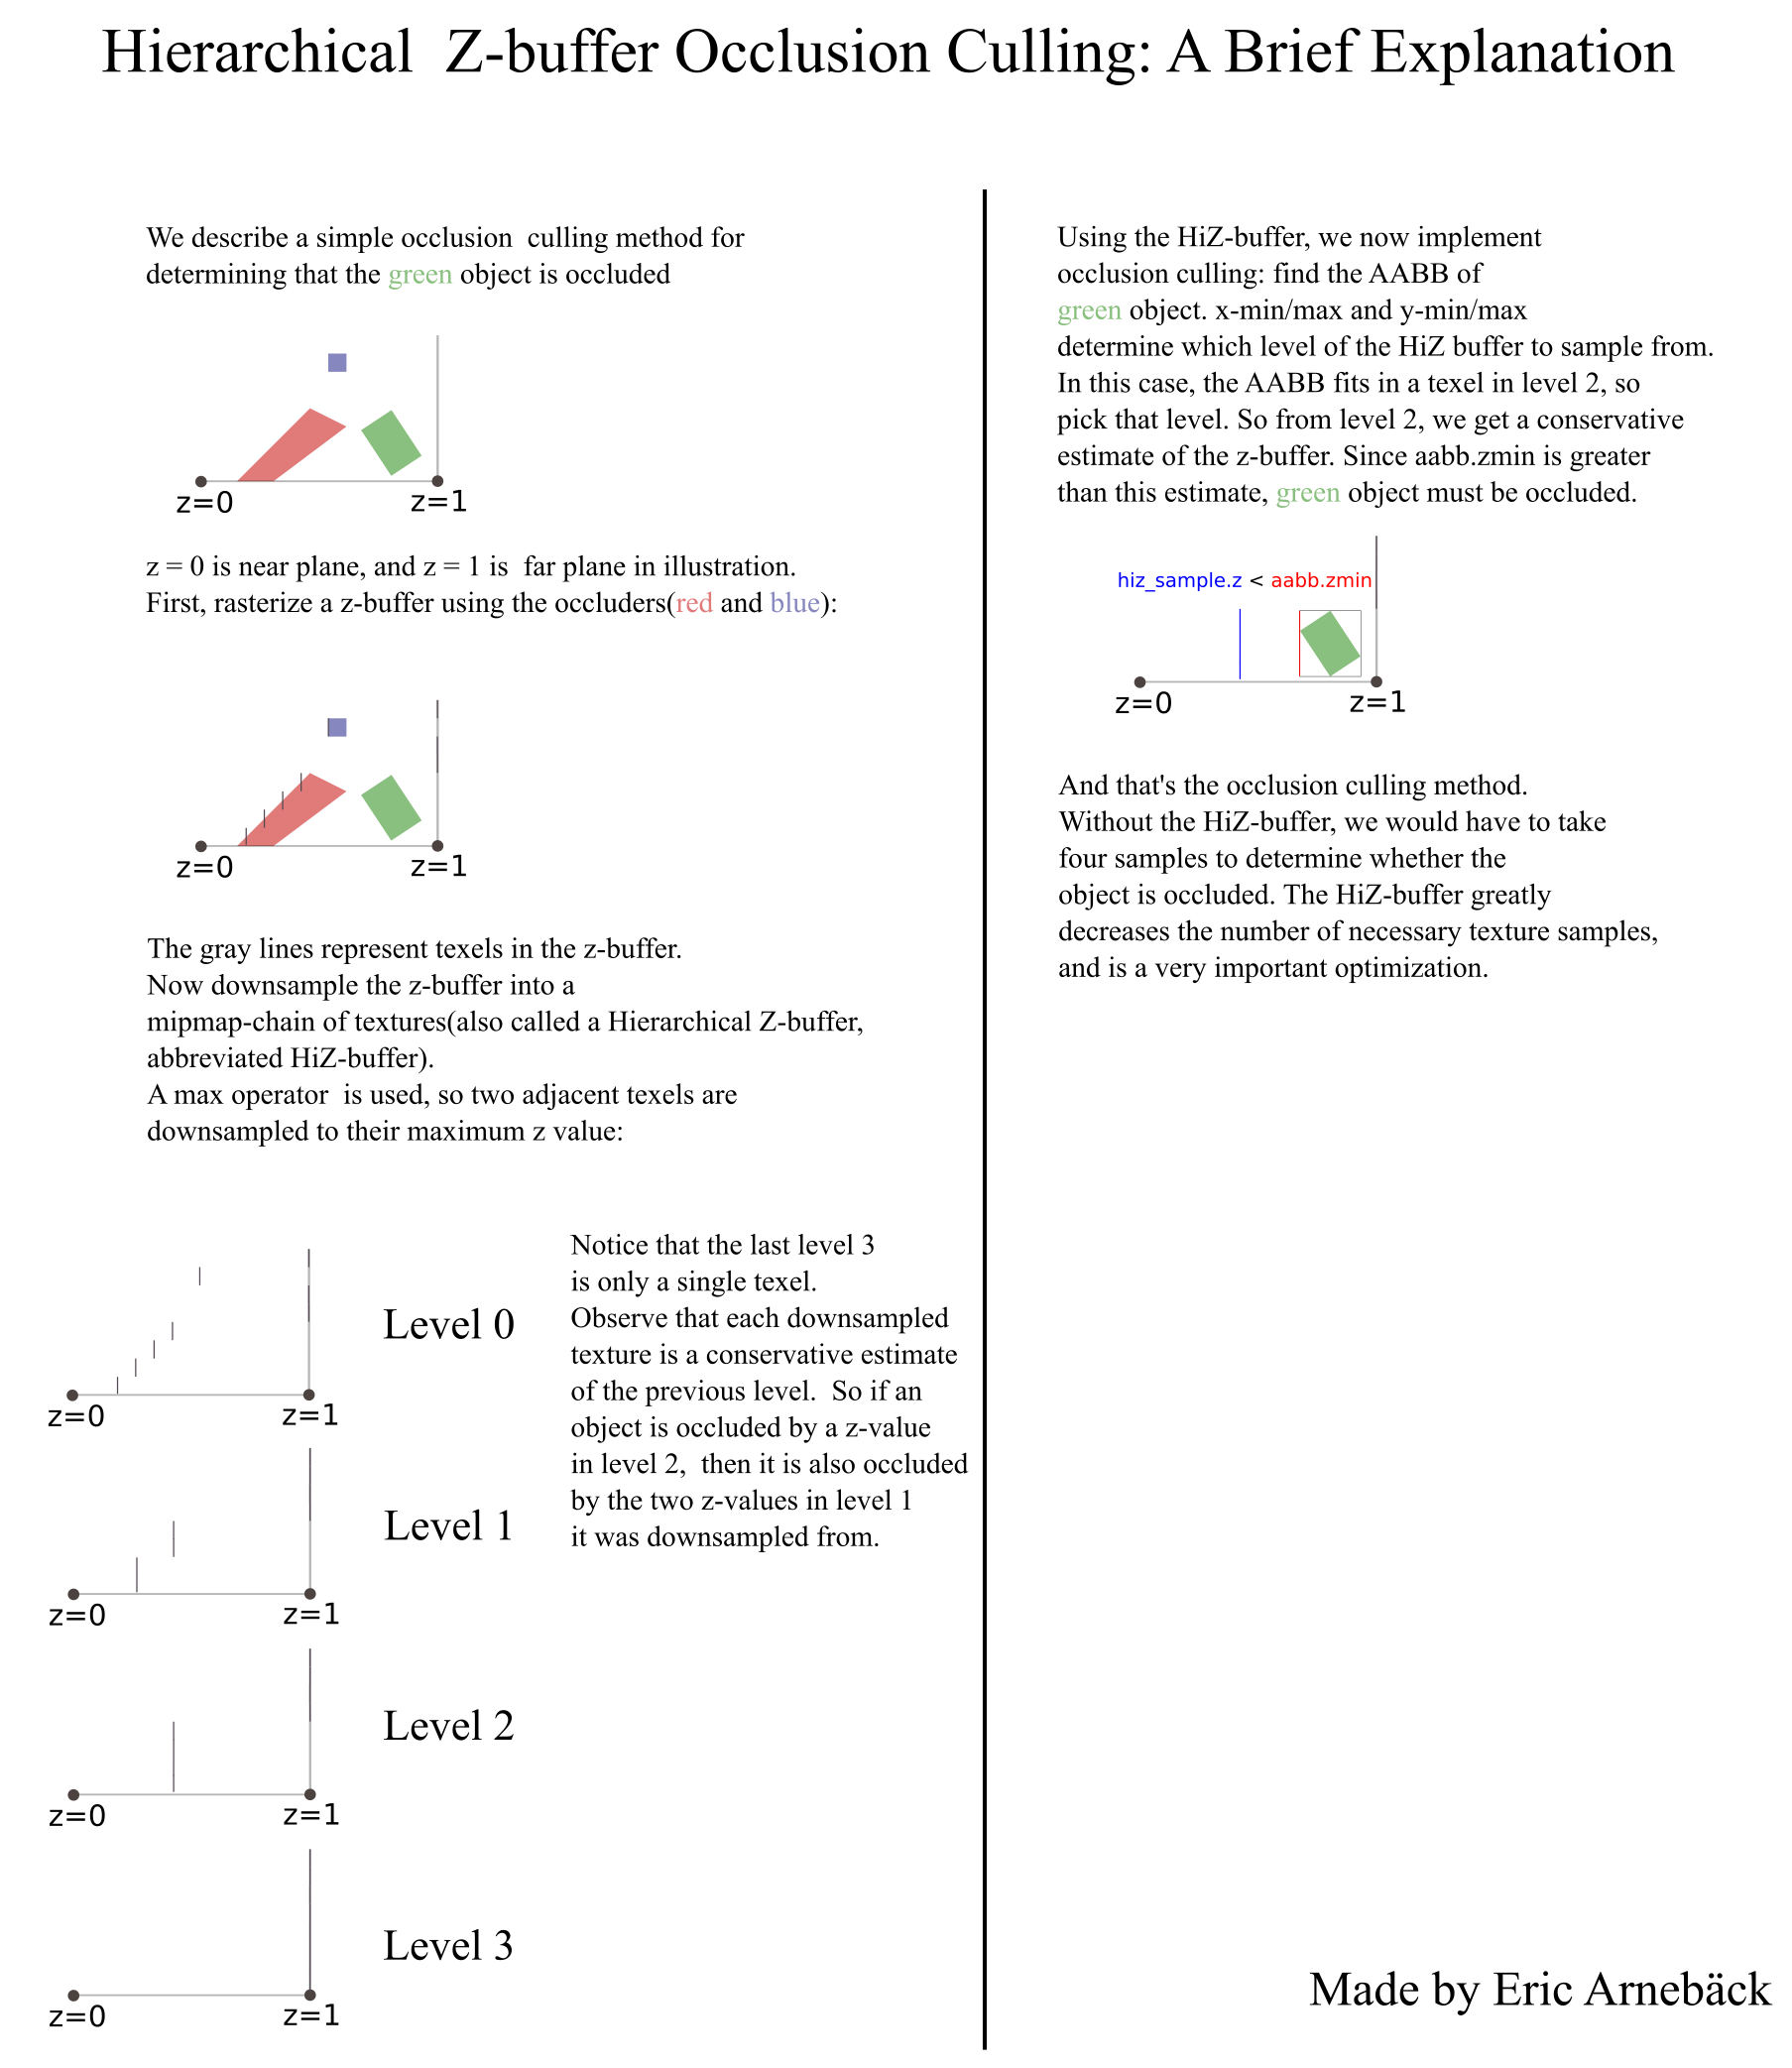 Hierarchical  Z-buffer Occlusion Culling: A Brief Explanation
We describe a simple occlusion  culling method for
determining that the green object is occluded
z=0
z=1
z = 0 is near plane, and z = 1 is  far plane in illustration.
First, rasterize a z-buffer using the occluders(red and blue):
z=0
z=1
The gray lines represent texels in the z-buffer.
Now downsample the z-buffer into a
mipmap-chain of textures(also called a Hierarchical Z-buffer,
abbreviated HiZ-buffer).
A max operator  is used, so two adjacent texels are
downsampled to their maximum z value:
Level 0
z=0
z=1
Level 1
z=0
z=1
Level 2
z=0
z=1
Level 3
z=0
z=1
Notice that the last level 3
is only a single texel.
Observe that each downsampled
texture is a conservative estimate
of the previous level.  So if an
object is occluded by a z-value
in level 2,  then it is also occluded
by the two z-values in level 1
it was downsampled from.
Using the HiZ-buffer, we now implement
occlusion culling: find the AABB of
green object. x-min/max and y-min/max
determine which level of the HiZ buffer to sample from.
In this case, the AABB fits in a texel in level 2, so
pick that level. So from level 2, we get a conservative
estimate of the z-buffer. Since aabb.zmin is greater
than this estimate, green object must be occluded.
hiz_sample.z < aabb.zmin
z=0
z=1
And that's the occlusion culling method.
Without the HiZ-buffer, we would have to take
four samples to determine whether the
object is occluded. The HiZ-buffer greatly
decreases the number of necessary texture samples,
and is a very important optimization.
Made by Eric Arnebäck